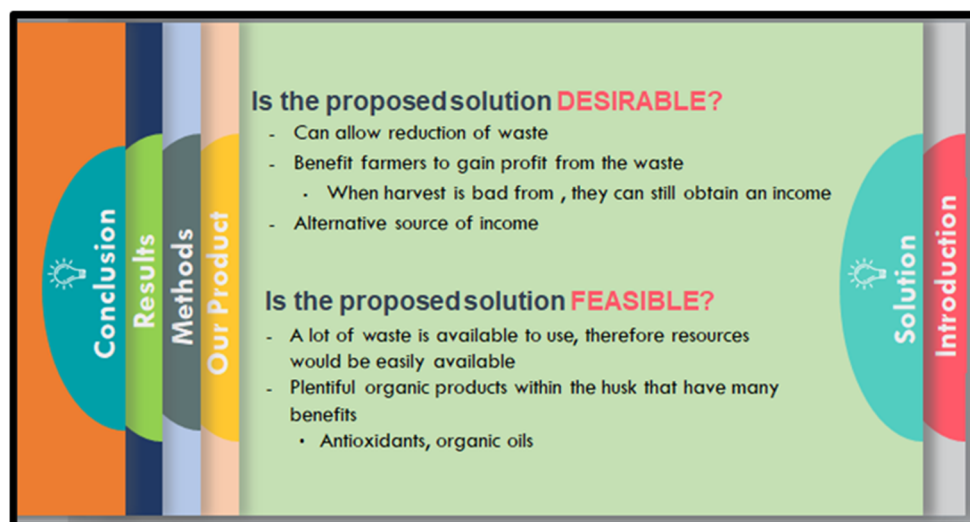 Is the proposed solution DESIRABLE?
- Can allow reduction of waste
- Benefit farmers to gain profit from the waste
• When harvest is bad from , they can still obtain an income
- Alternative source of income
Is the proposed solution FEASIBLE?
- A lot of waste is available to use, therefore resources
would be easily available
- Plentiful organic products within the husk that have many
benefits
• Antioxidants, organic oils
Conclusion
Results
Methods
Our Product
Solution
Introduction